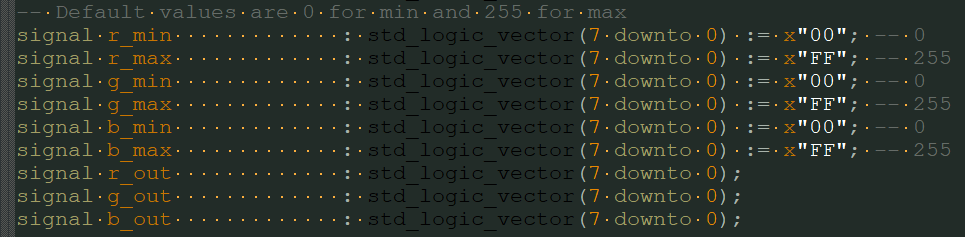 -- Default values are 0 for min and 255 for max
signal r_min              : std_logic_vector(7 downto 0) := x"00"; -- 0
signal r_max              : std_logic_vector(7 downto 0) := x"FF"; -- 255
signal g_min              : std_logic_vector(7 downto 0) := x"00"; -- 0
signal g_max              : std_logic_vector(7 downto 0) := x"FF"; -- 255
signal b_min              : std_logic_vector(7 downto 0) := x"00"; -- 0
signal b_max              : std_logic_vector(7 downto 0) := x"FF"; -- 255
signal r_out              : std_logic_vector(7 downto 0);
signal g_out              : std_logic_vector(7 downto 0);
signal b_out              : std_logic_vector(7 downto 0);